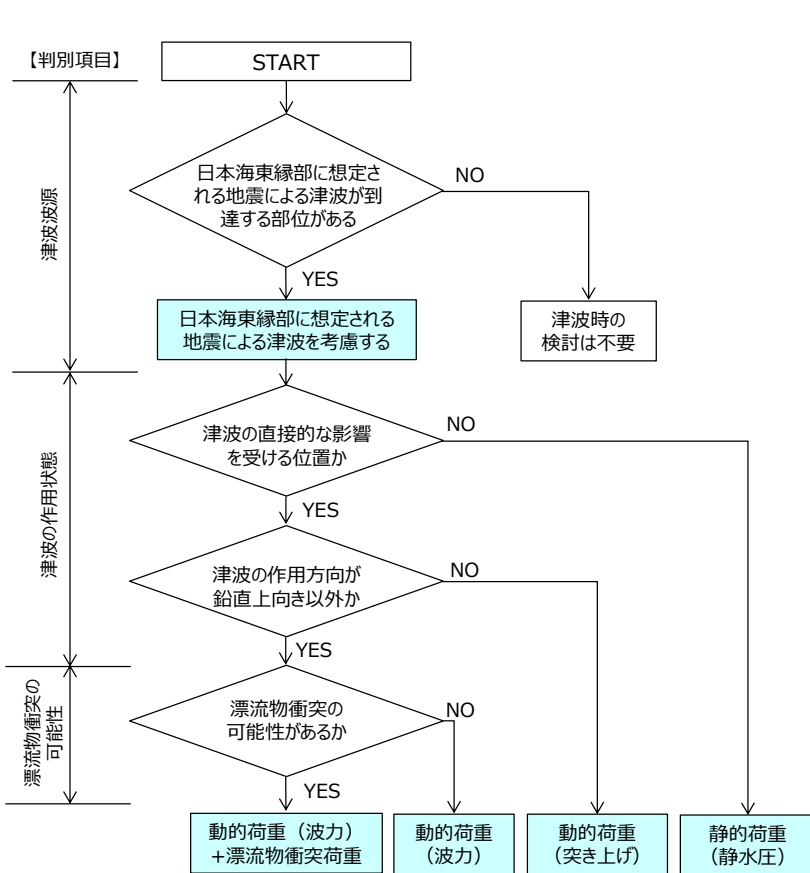 【判別項目】
START
津波波源
日本海東縁部に想定さ
れる地震による津波が到
達する部位がある
NO
YES
日本海東縁部に想定される
地震による津波を考慮する
津波時の
検討は不要
津波の作用状態
津波の直接的な影響
を受ける位置か
NO
YES
津波の作用方向が
鉛直上向き以外か
NO
YES
漂流物衝突の
可能性
漂流物衝突の
可能性があるか
NO
YES
動的荷重（波力）
+漂流物衝突荷重
動的荷重
（波力）
動的荷重
（突き上げ）
静的荷重
（静水圧）